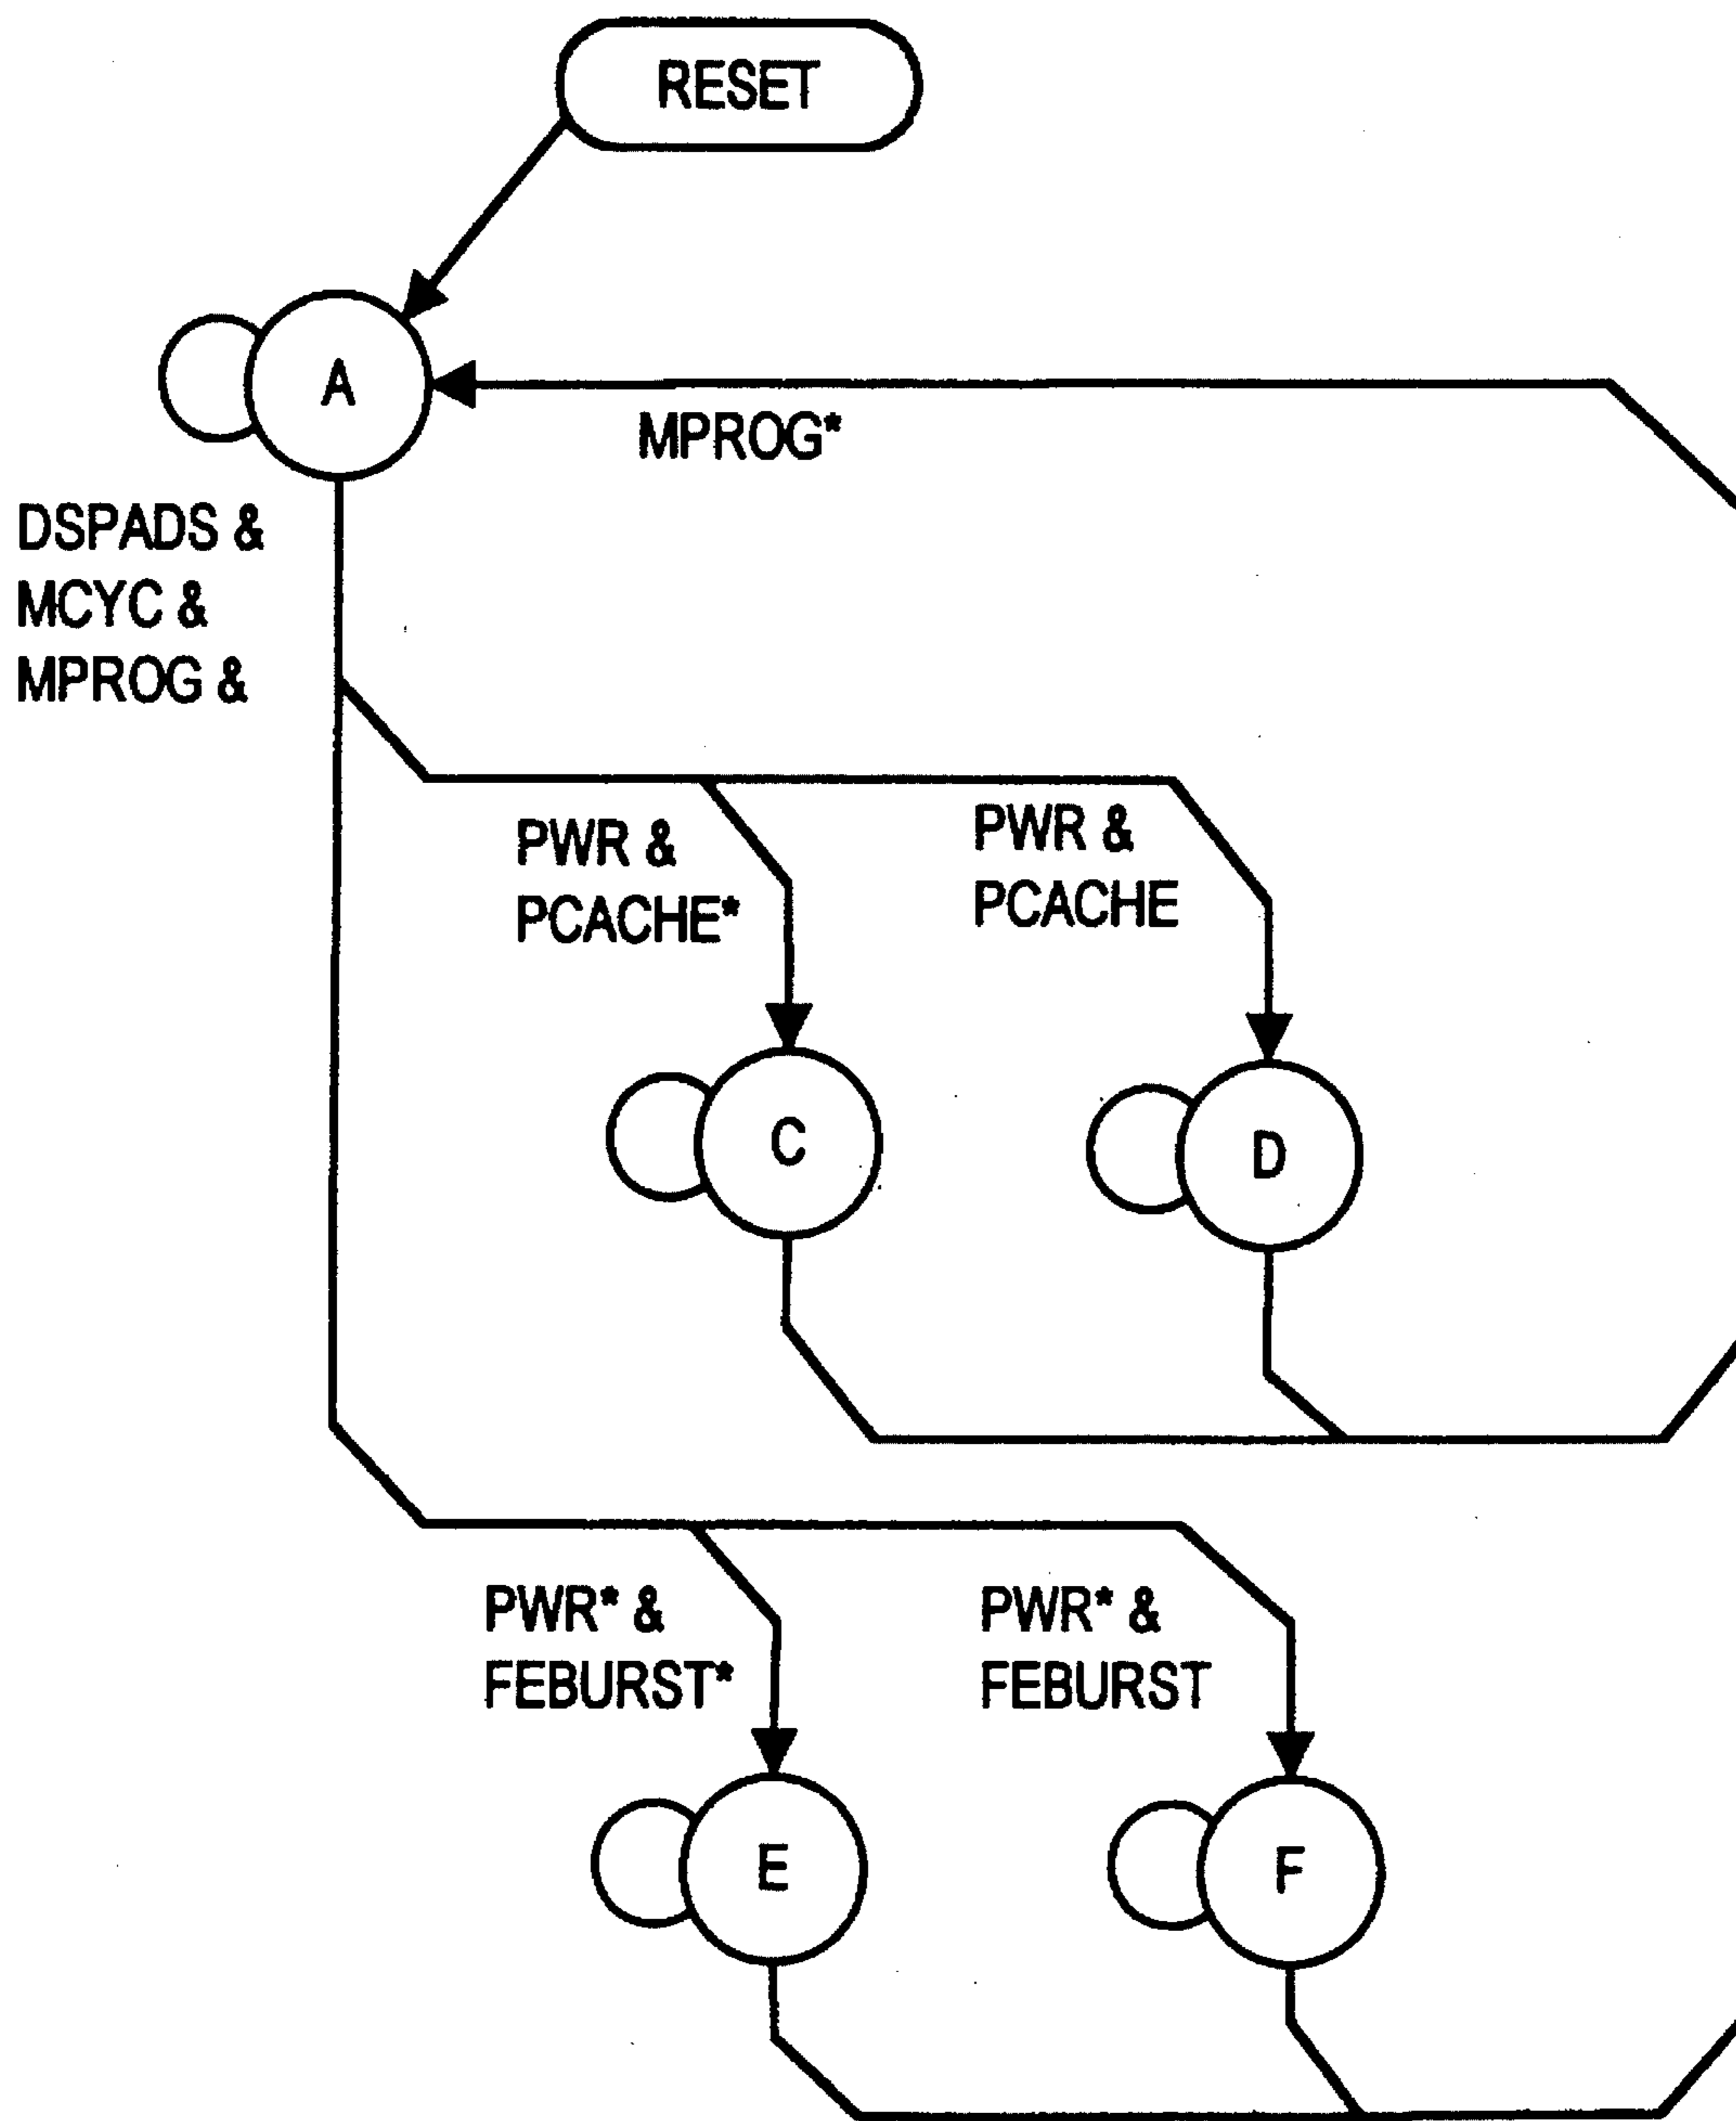 RESET
A
MPROG*
DSPADS &
MCYC &
MPROG &
PWR &
PCACHE*
PWR &
PCACHE
C
D
PWR* &
FEBURST*
PWR* &
FEBURST
E
F